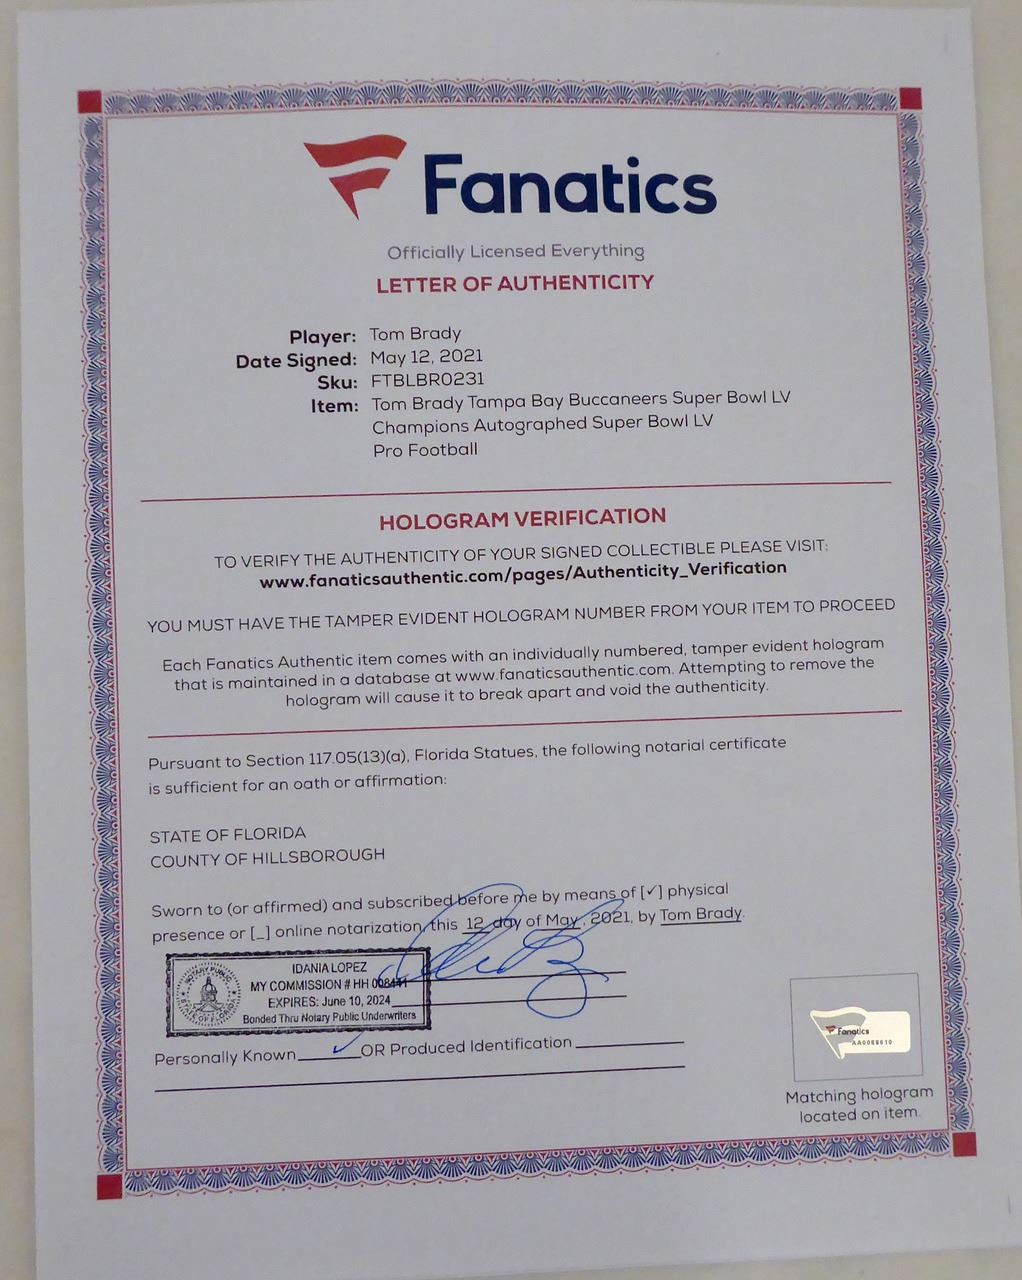 Fanatics
Officially Licensed Everything
LETTER OF AUTHENTICITY
Player: Tom Brady
Date Signed: May 12, 2021
Sku: FTBLBR0231
Item: Tom Brady Tampa Bay Buccaneers Super Bowl LV
Champions Autographed Super Bowl LV
Pro Football
HOLOGRAM VERIFICATION
TO VERIFY THE AUTHENTICITY OF YOUR SIGNED COLLECTIBLE PLEASE VISIT:
www.fanaticsauthentic.com/pages/Authenticity_Verification
YOU MUST HAVE THE TAMPER EVIDENT HOLOGRAM NUMBER FROM YOUR ITEM TO PROCEED
Each Fanatics Authentic item comes with an individually numbered, tamper evident hologram
that is maintained in a database at www.fanaticsauthentic.com. Attempting to remove the
hologram will cause it to break apart and void the authenticity.
Pursuant to Section 117.05(13)(a), Florida Statues, the following notarial certificate
is sufficient for an oath or affirmation:
STATE OF FLORIDA
COUNTY OF HILLSBOROUGH
Sworn to (or affirmed) and subscribed before me by means of [✓] physical
presence or [_] online notarization, this 12 day of May, 2021, by Tom Brady.
NOTARY PUBLIC
STATE OF FLORIDA
IDANIA LOPEZ
MY COMMISSION # HH
EXPIRES: June 10, 2024
Bonded Thru Notary Public Underwriters
Personally Known ✓ OR Produced Identification
Fanatics
Matching hologram
located on item.